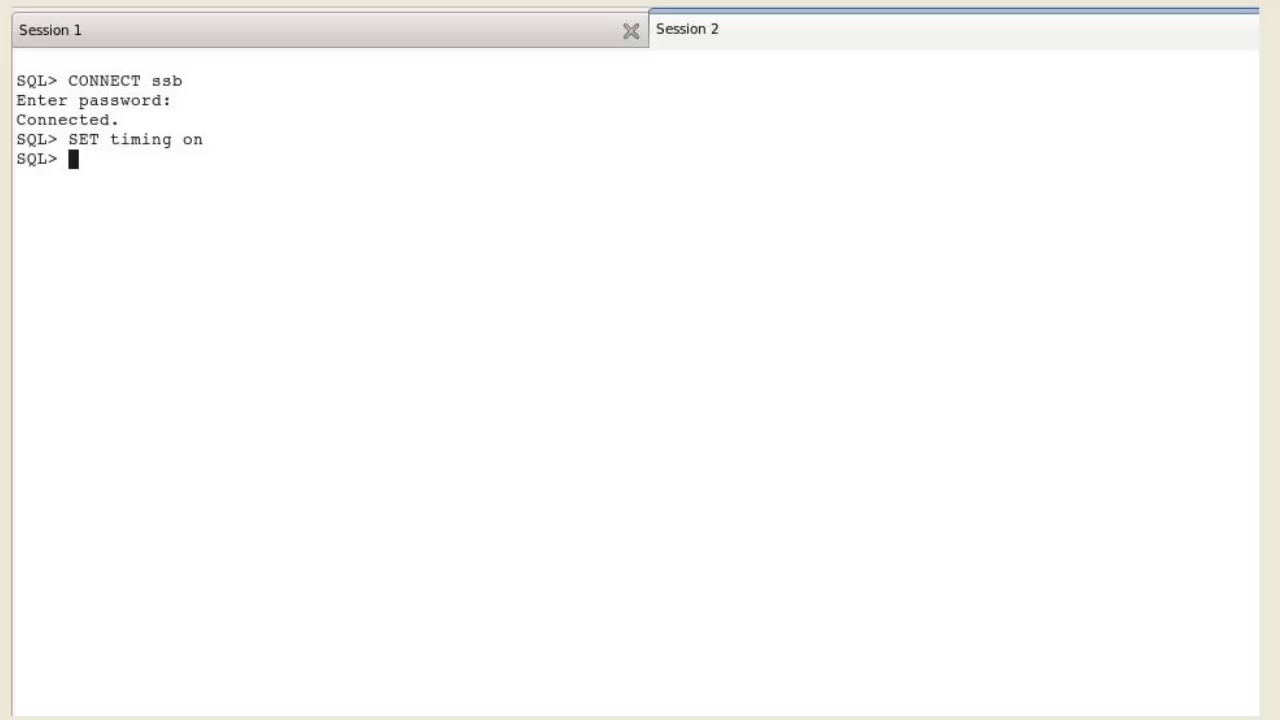 Session 1
Session 2
SQL> CONNECT ssb
Enter password:
Connected.
SQL> SET timing on
SQL>